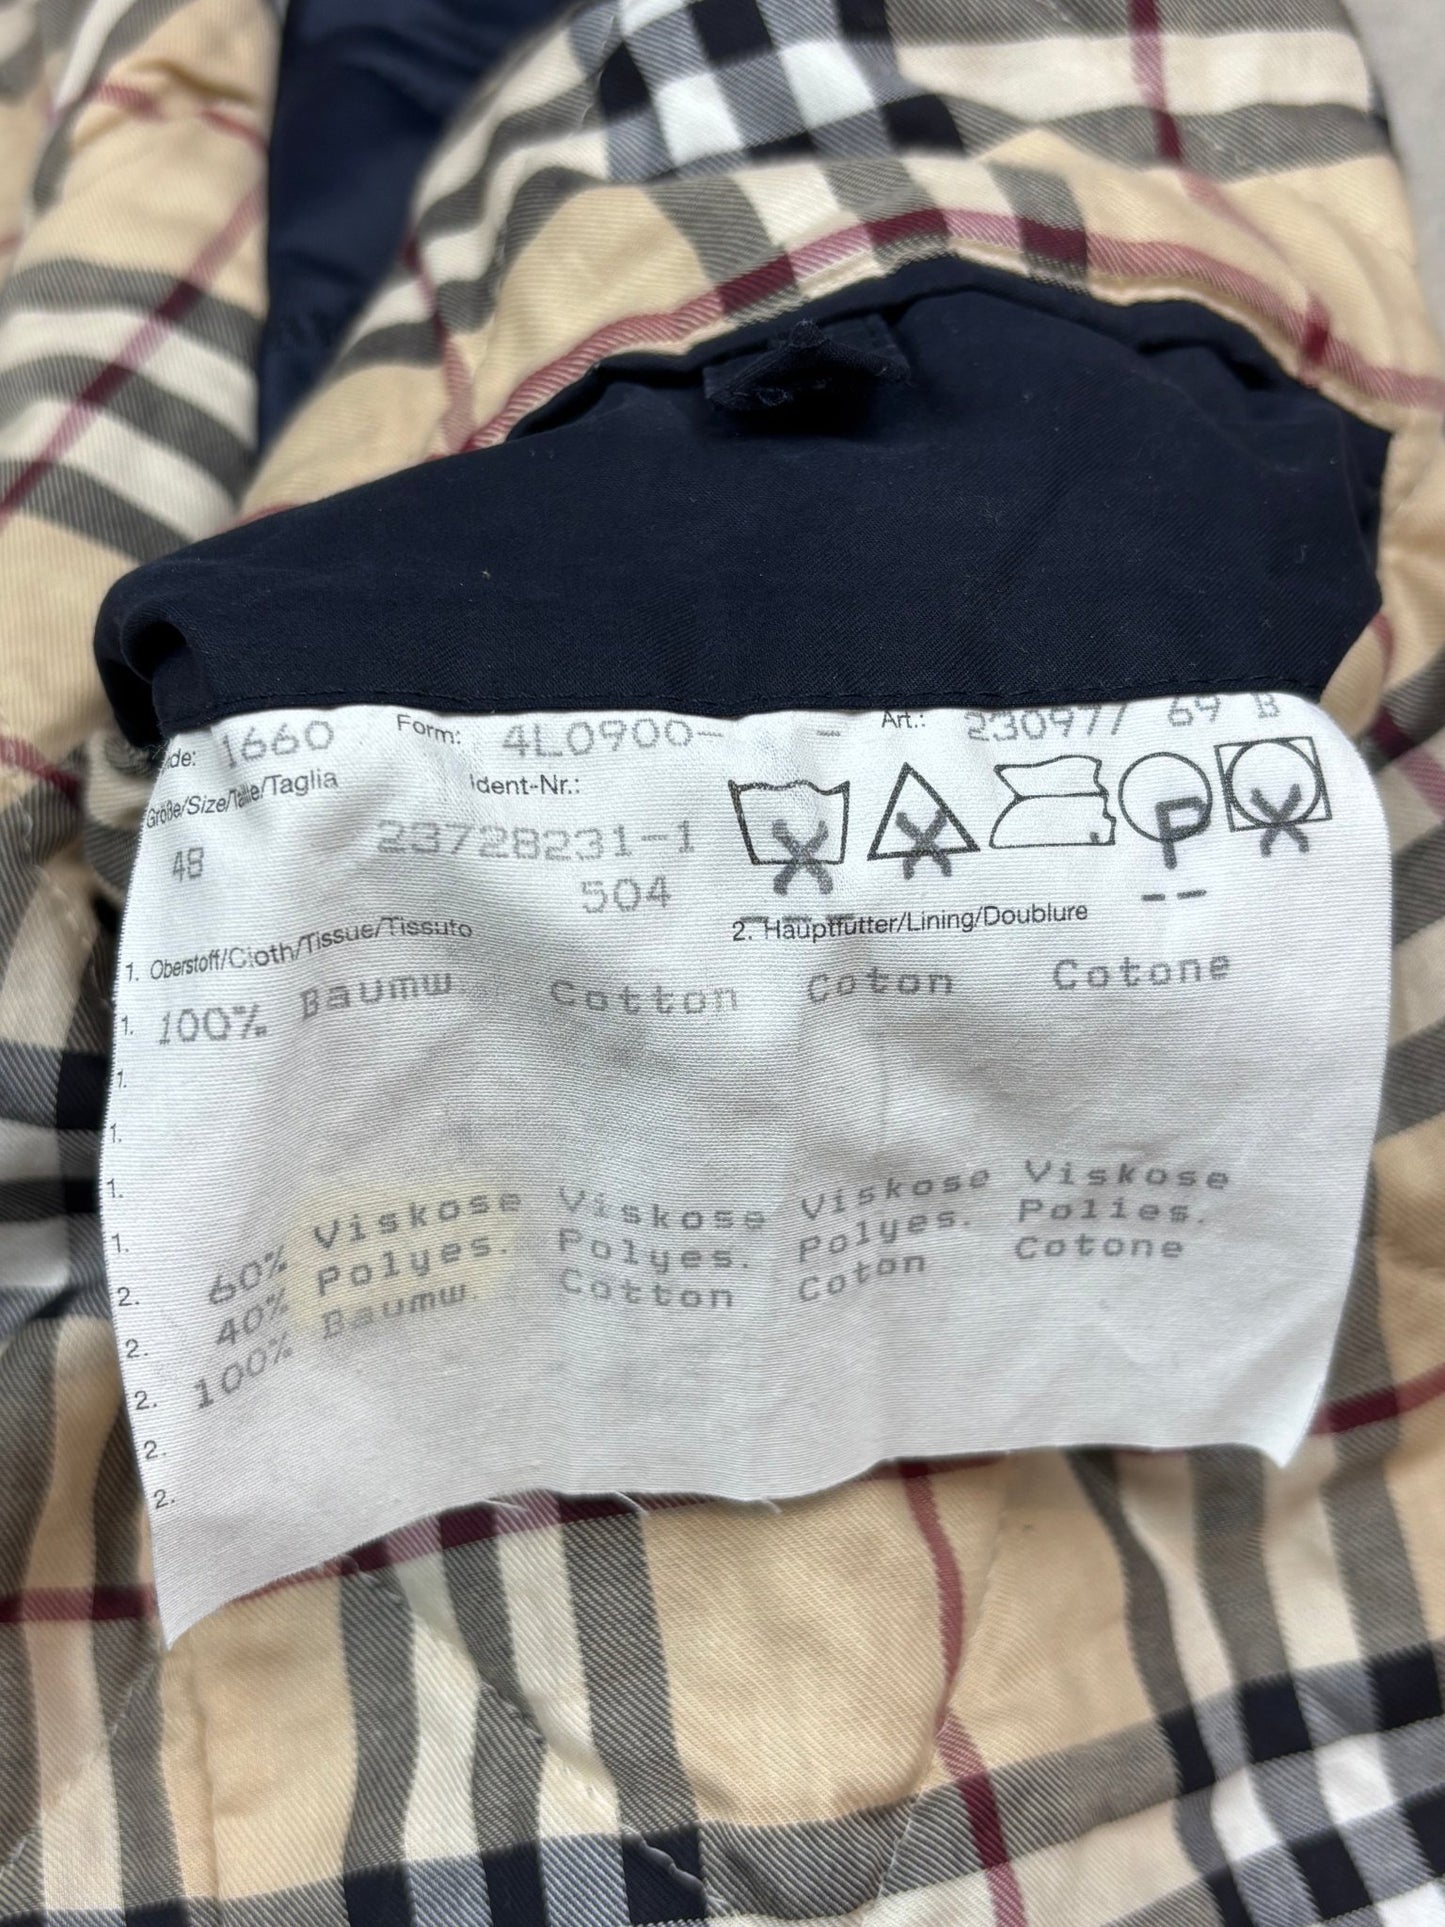 de: 1660 Form: 4L0900- - Art.: 230977 69 B
Größe/Size/Taille/Taglia Ident-Nr.:
48 23728231-1
504
1. Oberstoff/Cloth/Tissue/Tissuto 2. Hauptfutter/Lining/Doublure
1. 100% Baumw. Cotton Coton Cotone
1.
1.
1.
1.
2. 60% Viskose Viskose Viskose Viskose
2. 40% Polyes. Polyes. Polyes. Polies.
2. 100% Baumw. Cotton Coton Cotone
2.
2.
P